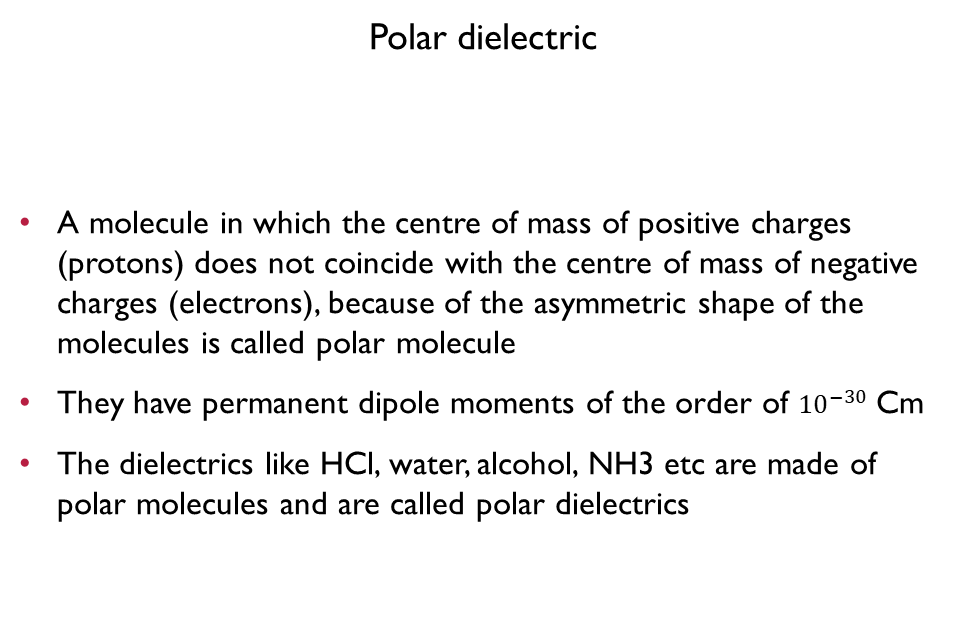 Polar dielectric
• A molecule in which the centre of mass of positive charges
(protons) does not coincide with the centre of mass of negative
charges (electrons), because of the asymmetric shape of the
molecules is called polar molecule
• They have permanent dipole moments of the order of 10⁻³⁰ Cm
• The dielectrics like HCl, water, alcohol, NH3 etc are made of
polar molecules and are called polar dielectrics